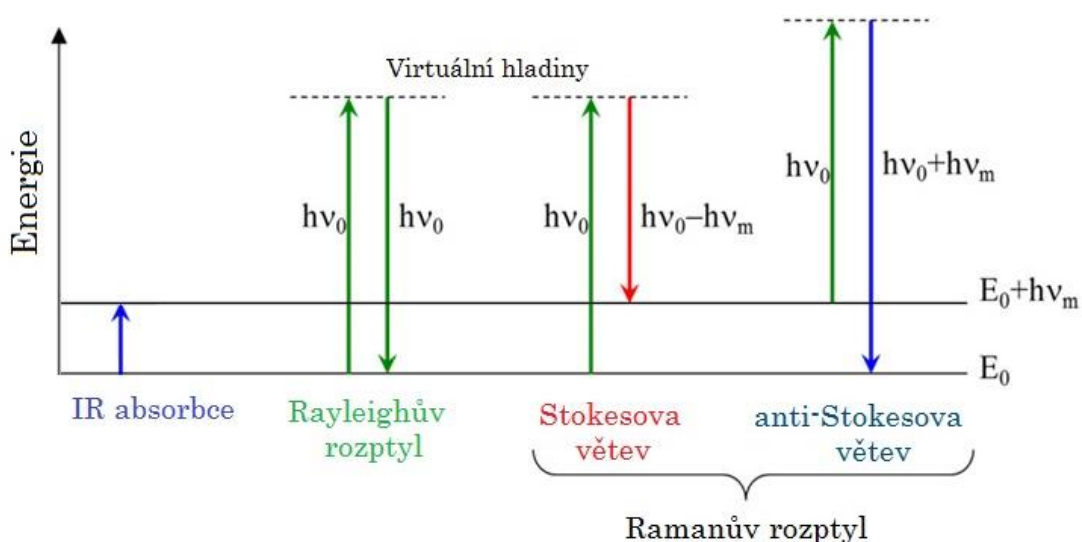 Virtuální hladiny
Energie
hν₀
hν₀
hν₀
hν₀–hνₘ
hν₀
hν₀+hνₘ
E₀+hνₘ
E₀
IR absorbce
Rayleighův
rozptyl
Stokesova
větev
anti-Stokesova
větev
Ramanův rozptyl